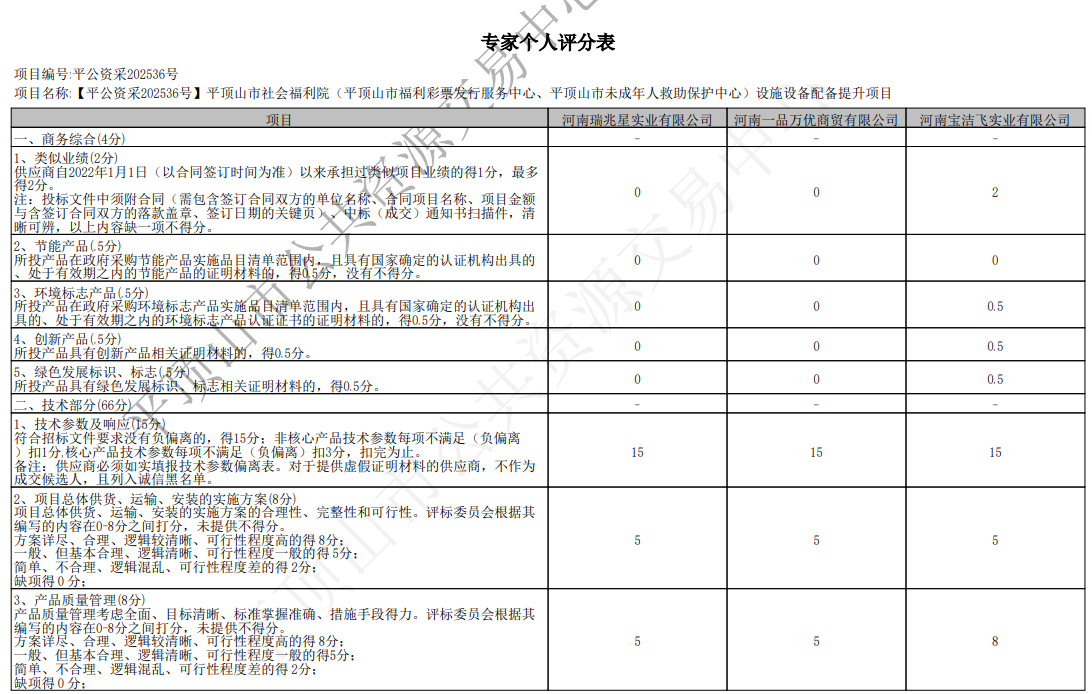 专家个人评分表
项目编号:平公资采202536号
项目名称:【平公资采202536号】平顶山市社会福利院（平顶山市福利彩票发行服务中心、平顶山市未成年人救助保护中心）设施设备配备提升项目
项目 河南瑞兆星实业有限公司 河南一品万优商贸有限公司 河南宝洁飞实业有限公司
一、商务综合(4分) - - -
1、类似业绩(2分)
供应商自2022年1月1日（以合同签订时间为准）以来承担过类似项目业绩的得1分，最多
得2分。
注：投标文件中须附合同（需包含签订合同双方的单位名称、合同项目名称、项目金额
与含签订合同双方的落款盖章、签订日期的关键页）、中标（成交）通知书扫描件，清
晰可辨，以上内容缺一项不得分。
0 0 2
2、节能产品(.5分)
所投产品在政府采购节能产品实施品目清单范围内，且具有国家确定的认证机构出具的
、处于有效期之内的节能产品的证明材料的，得0.5分，没有不得分。
0 0 0
3、环境标志产品(.5分)
所投产品在政府采购环境标志产品实施品目清单范围内，且具有国家确定的认证机构出
具的、处于有效期之内的环境标志产品认证证书的证明材料的，得0.5分，没有不得分。
0 0 0.5
4、创新产品(.5分)
所投产品具有创新产品相关证明材料的，得0.5分。
0 0 0.5
5、绿色发展标识、标志(.5分)
所投产品具有绿色发展标识、标志相关证明材料的，得0.5分。
0 0 0.5
二、技术部分(66分) - - -
1、技术参数及响应(15分)
符合招标文件要求没有负偏离的，得15分；非核心产品技术参数每项不满足（负偏离
）扣1分,核心产品技术参数每项不满足（负偏离）扣3分，扣完为止。
备注：供应商必须如实填报技术参数偏离表。对于提供虚假证明材料的供应商，不作为
成交候选人，且列入诚信黑名单。
15 15 15
2、项目总体供货、运输、安装的实施方案(8分)
项目总体供货、运输、安装的实施方案的合理性、完整性和可行性。评标委员会根据其
编写的内容在0-8分之间打分，未提供不得分。
方案详尽、合理、逻辑较清晰、可行性程度高的得 8分；
一般、但基本合理、逻辑清晰、可行性程度一般的得 5分；
简单、不合理、逻辑混乱、可行性程度差的得 2分；
缺项得 0 分；
5 5 5
3、产品质量管理(8分)
产品质量管理考虑全面、目标清晰、标准掌握准确、措施手段得力。评标委员会根据其
编写的内容在0-8分之间打分，未提供不得分。
方案详尽、合理、逻辑较清晰、可行性程度高的得 8分；
一般、但基本合理、逻辑清晰、可行性程度一般的得5分；
简单、不合理、逻辑混乱、可行性程度差的得 2分；
缺项得 0 分；
5 5 8
平顶山市公共资源交易中心
平顶山市公共资源交易中心